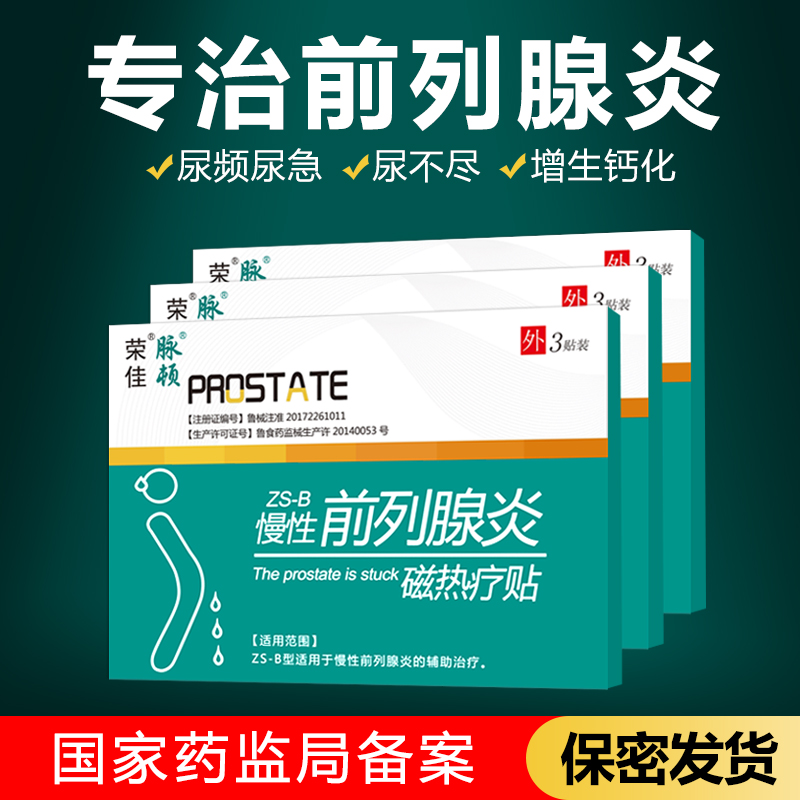 专治前列腺炎
尿频尿急 尿不尽 增生钙化
荣®脉®
外 3贴装
荣®脉®
外 3贴装
荣®脉®
佳 顿
外 3贴装
PROSTATE
【注册证编号】鲁械注准 20172261011
【生产许可证号】鲁食药监械生产许 20140053 号
ZS-B
慢性前列腺炎
The prostate is stuck 磁热疗贴
【适用范围】
ZS-B型适用于慢性前列腺炎的辅助治疗。
国家药监局备案
保密发货